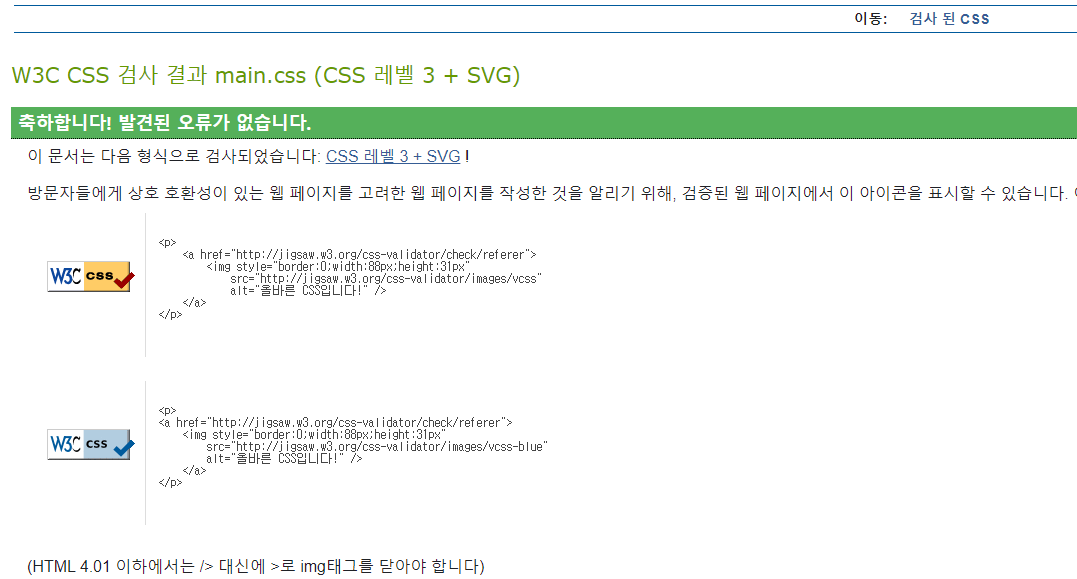 이동: 검사 된 CSS
W3C CSS 검사 결과 main.css (CSS 레벨 3 + SVG)
축하합니다! 발견된 오류가 없습니다.
이 문서는 다음 형식으로 검사되었습니다: CSS 레벨 3 + SVG !
방문자들에게 상호 호환성이 있는 웹 페이지를 고려한 웹 페이지를 작성한 것을 알리기 위해, 검증된 웹 페이지에서 이 아이콘을 표시할 수 있습니다.
W3C css
<p>
<a href="http://jigsaw.w3.org/css-validator/check/referer">
<img style="border:0;width:88px;height:31px"
src="http://jigsaw.w3.org/css-validator/images/vcss"
alt="올바른 CSS입니다!" />
</a>
</p>
W3C css
<p>
<a href="http://jigsaw.w3.org/css-validator/check/referer">
<img style="border:0;width:88px;height:31px"
src="http://jigsaw.w3.org/css-validator/images/vcss-blue"
alt="올바른 CSS입니다!" />
</a>
</p>
(HTML 4.01 이하에서는 /> 대신에 >로 img태그를 닫아야 합니다)